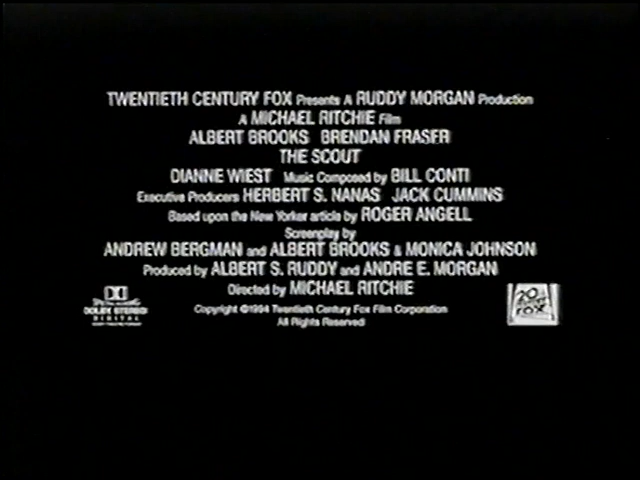 TWENTIETH CENTURY FOX Presents A RUDDY MORGAN Production
A MICHAEL RITCHIE Film
ALBERT BROOKS BRENDAN FRASER
THE SCOUT
DIANNE WIEST Music Composed by BILL CONTI
Executive Producers HERBERT S. NANAS JACK CUMMINS
Based upon the New Yorker article by ROGER ANGELL
Screenplay by
ANDREW BERGMAN and ALBERT BROOKS & MONICA JOHNSON
Produced by ALBERT S. RUDDY and ANDRE E. MORGAN
Directed by MICHAEL RITCHIE
DOLBY STEREO
DIGITAL
Copyright ©1994 Twentieth Century Fox Film Corporation
All Rights Reserved
20
CENTURY
FOX